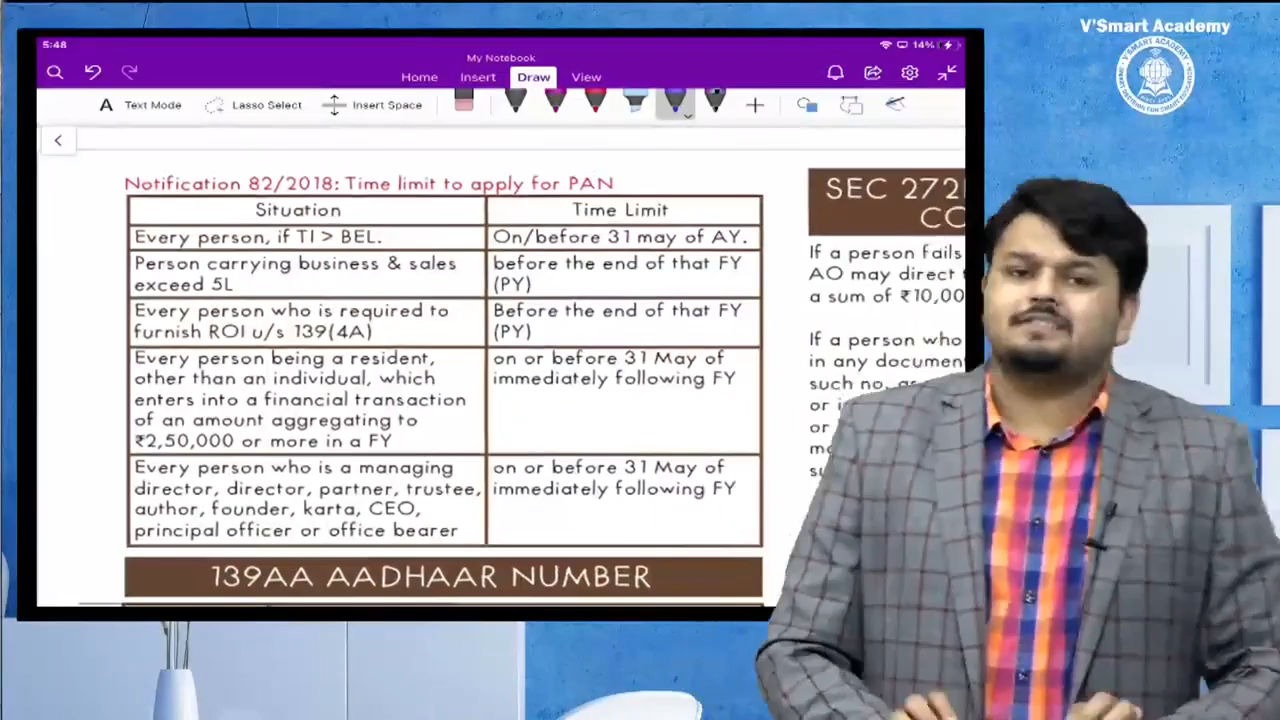 V'Smart Academy
5:48
14%
My Notebook
Home Insert Draw View
A Text Mode Lasso Select Insert Space
Notification 82/2018: Time limit to apply for PAN
Situation Time Limit
Every person, if TI > BEL. On/before 31 may of AY.
Person carrying business & sales before the end of that FY
exceed 5L (PY)
Every person who is required to Before the end of that FY
furnish ROI u/s 139(4A) (PY)
Every person being a resident, on or before 31 May of
other than an individual, which immediately following FY
enters into a financial transaction
of an amount aggregating to
₹2,50,000 or more in a FY
Every person who is a managing on or before 31 May of
director, director, partner, trustee, immediately following FY
author, founder, karta, CEO,
principal officer or office bearer
139AA AADHAAR NUMBER
SEC 272
CO
If a person fails
AO may direct
a sum of ₹10,00
If a person who
in any documen
such no.
or i
or
mo
su